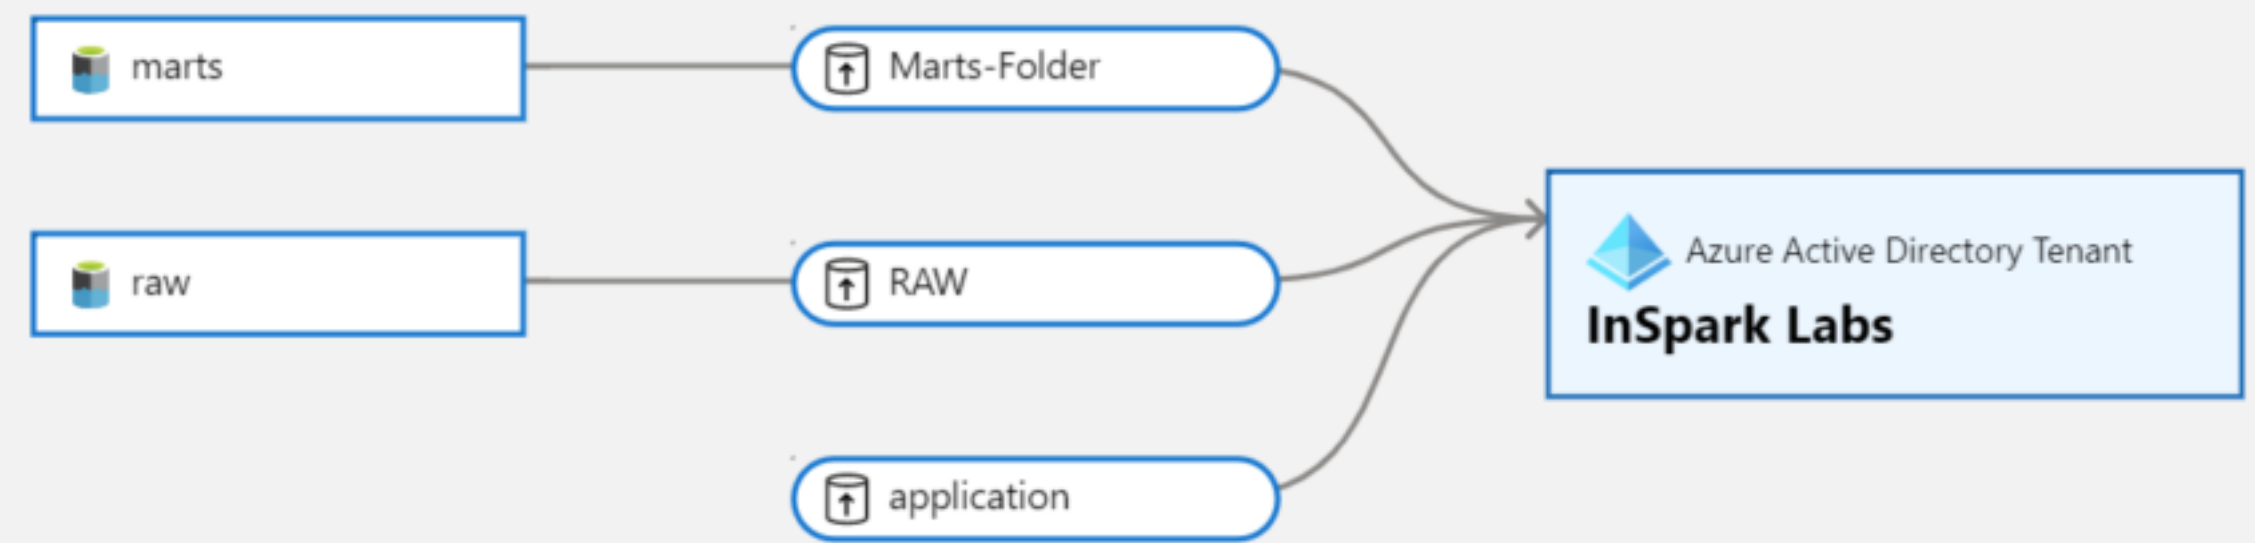 marts
Marts-Folder
raw
RAW
application
Azure Active Directory Tenant
InSpark Labs